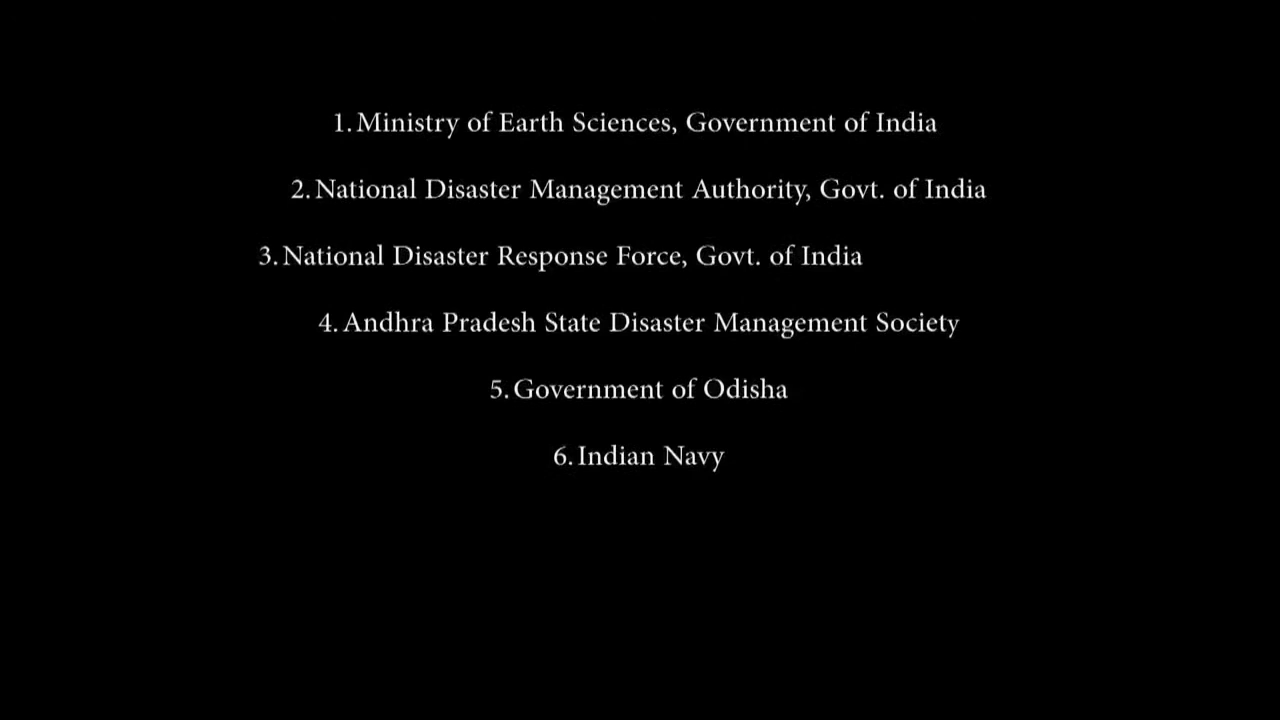 1. Ministry of Earth Sciences, Government of India
2. National Disaster Management Authority, Govt. of India
3. National Disaster Response Force, Govt. of India
4. Andhra Pradesh State Disaster Management Society
5. Government of Odisha
6. Indian Navy